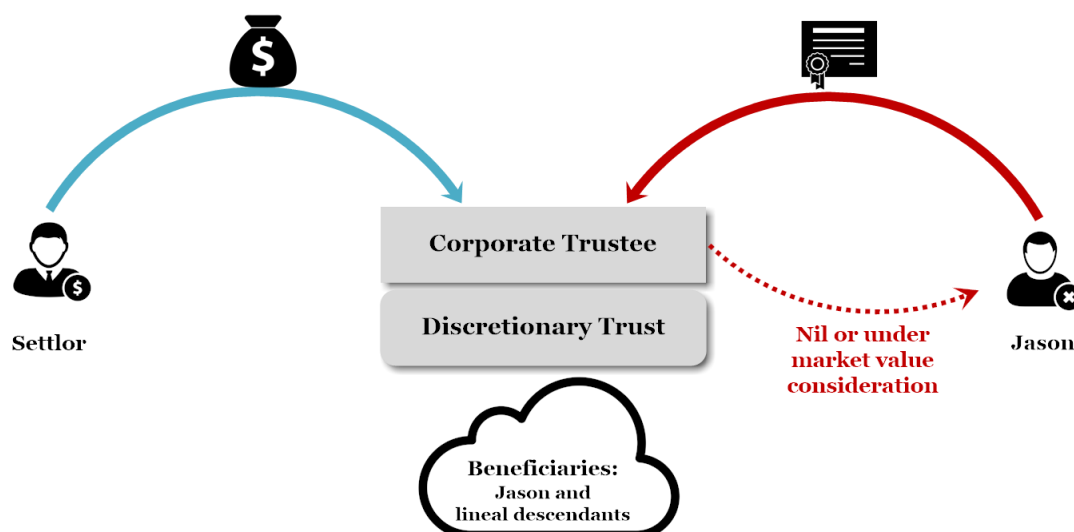 $
Corporate Trustee
$
Settlor
Discretionary Trust
Nil or under
market value
consideration
Jason
Beneficiaries:
Jason and
lineal descendants